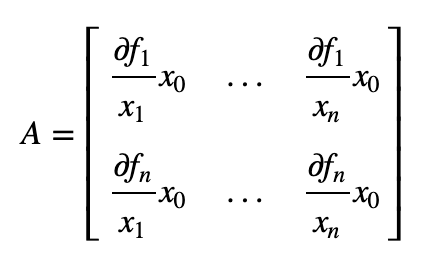 A = [ ∂f₁/x₁ x₀ … ∂f₁/xₙ x₀
∂fₙ/x₁ x₀ … ∂fₙ/xₙ x₀ ]